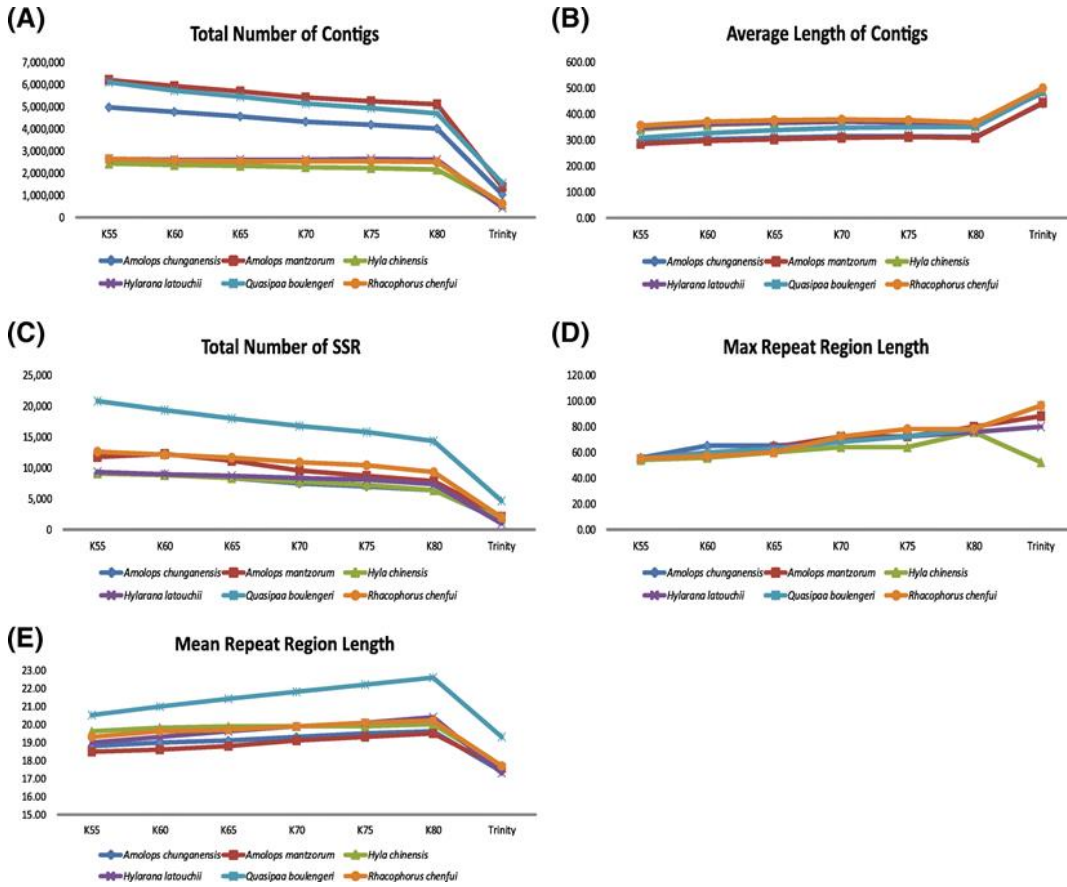 (A)
Total Number of Contigs
7,000,000
6,000,000
5,000,000
4,000,000
3,000,000
2,000,000
1,000,000
0
K55 K60 K65 K70 K75 K80 Trinity
Amolops chunganensis Amolops mantzorum Hyla chinensis
Hylarana latouchii Quasipaa boulengeri Rhacophorus chenfui
(B)
Average Length of Contigs
600.00
500.00
400.00
300.00
200.00
100.00
0.00
K55 K60 K65 K70 K75 K80 Trinity
Amolops chunganensis Amolops mantzorum Hyla chinensis
Hylarana latouchii Quasipaa boulengeri Rhacophorus chenfui
(C)
Total Number of SSR
25,000
20,000
15,000
10,000
5,000
0
K55 K60 K65 K70 K75 K80 Trinity
Amolops chunganensis Amolops mantzorum Hyla chinensis
Hylarana latouchii Quasipaa boulengeri Rhacophorus chenfui
(D)
Max Repeat Region Length
120.00
100.00
80.00
60.00
40.00
20.00
0.00
K55 K60 K65 K70 K75 K80 Trinity
Amolops chunganensis Amolops mantzorum Hyla chinensis
Hylarana latouchii Quasipaa boulengeri Rhacophorus chenfui
(E)
Mean Repeat Region Length
23.00
22.00
21.00
20.00
19.00
18.00
17.00
16.00
15.00
K55 K60 K65 K70 K75 K80 Trinity
Amolops chunganensis Amolops mantzorum Hyla chinensis
Hylarana latouchii Quasipaa boulengeri Rhacophorus chenfui